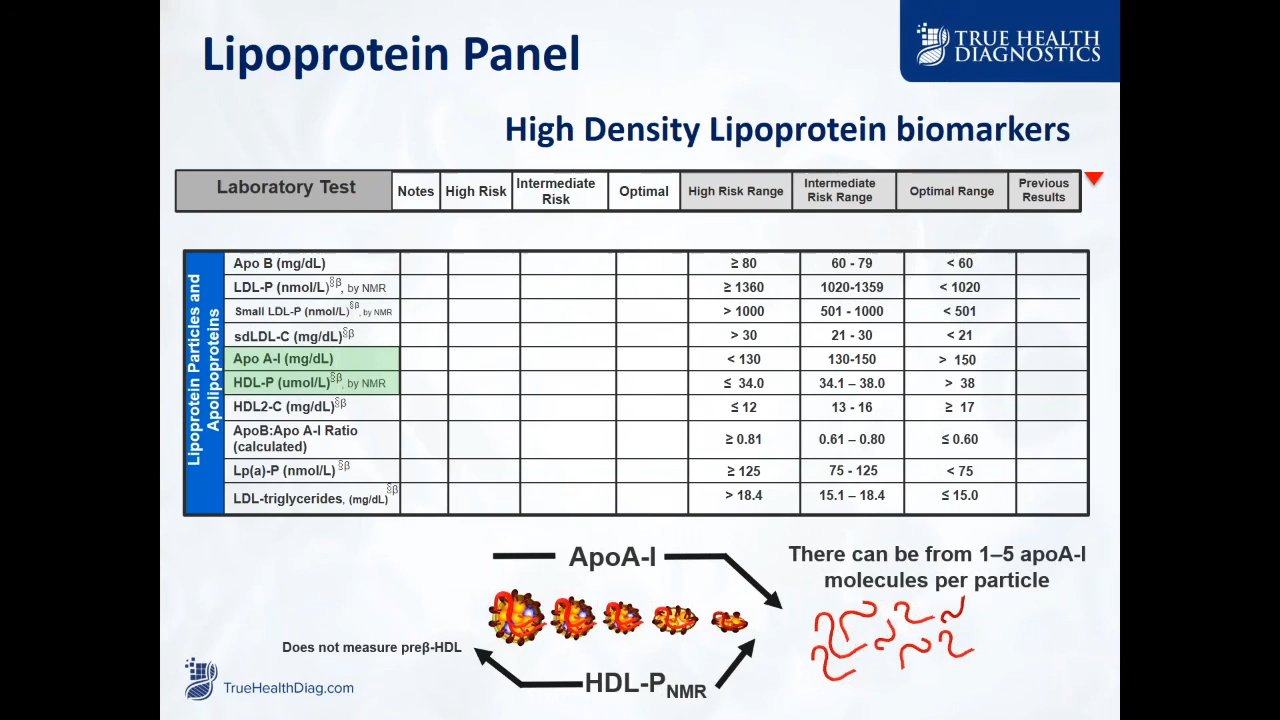 Lipoprotein Panel
TRUE HEALTH
DIAGNOSTICS
High Density Lipoprotein biomarkers
Laboratory Test Notes High Risk Intermediate Risk Optimal High Risk Range Intermediate Risk Range Optimal Range Previous Results
Lipoprotein Particles and
Apolipoproteins
Apo B (mg/dL) ≥ 80 60 - 79 < 60
LDL-P (nmol/L)§β, by NMR ≥ 1360 1020-1359 < 1020
Small LDL-P (nmol/L)§β, by NMR > 1000 501 - 1000 < 501
sdLDL-C (mg/dL)§β > 30 21 - 30 < 21
Apo A-I (mg/dL) < 130 130-150 > 150
HDL-P (umol/L)§β, by NMR ≤ 34.0 34.1 – 38.0 > 38
HDL2-C (mg/dL)§β ≤ 12 13 - 16 ≥ 17
ApoB:Apo A-I Ratio
(calculated) ≥ 0.81 0.61 – 0.80 ≤ 0.60
Lp(a)-P (nmol/L) §β ≥ 125 75 - 125 < 75
LDL-triglycerides, (mg/dL)§β > 18.4 15.1 – 18.4 ≤ 15.0
ApoA-I
There can be from 1–5 apoA-I
molecules per particle
Does not measure preβ-HDL
HDL-PNMR
TrueHealthDiag.com